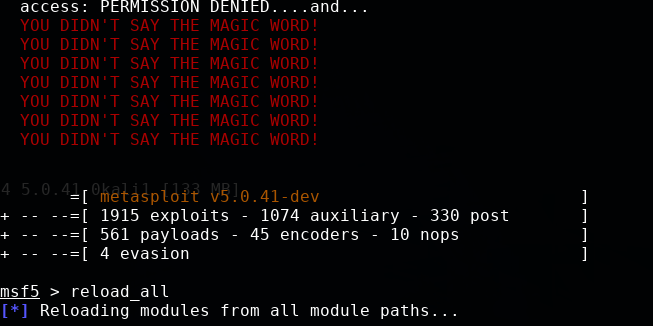 access: PERMISSION DENIED....and...
YOU DIDN'T SAY THE MAGIC WORD!
YOU DIDN'T SAY THE MAGIC WORD!
YOU DIDN'T SAY THE MAGIC WORD!
YOU DIDN'T SAY THE MAGIC WORD!
YOU DIDN'T SAY THE MAGIC WORD!
YOU DIDN'T SAY THE MAGIC WORD!
YOU DIDN'T SAY THE MAGIC WORD!
4 5.0.41-0kali1 [133 MB]
=[ metasploit v5.0.41-dev ]
+ -- --=[ 1915 exploits - 1074 auxiliary - 330 post ]
+ -- --=[ 561 payloads - 45 encoders - 10 nops ]
+ -- --=[ 4 evasion ]
msf5 > reload_all
[*] Reloading modules from all module paths...